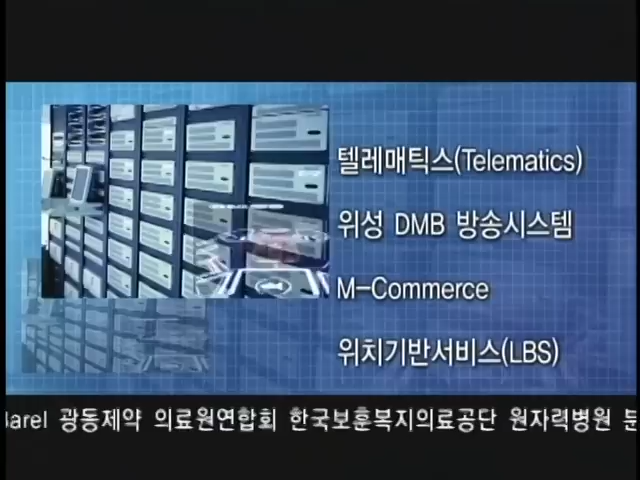 텔레매틱스(Telematics)
위성 DMB 방송시스템
M-Commerce
위치기반서비스(LBS)
광동제약 의료원연합회 한국보훈복지의료공단 원자력병원